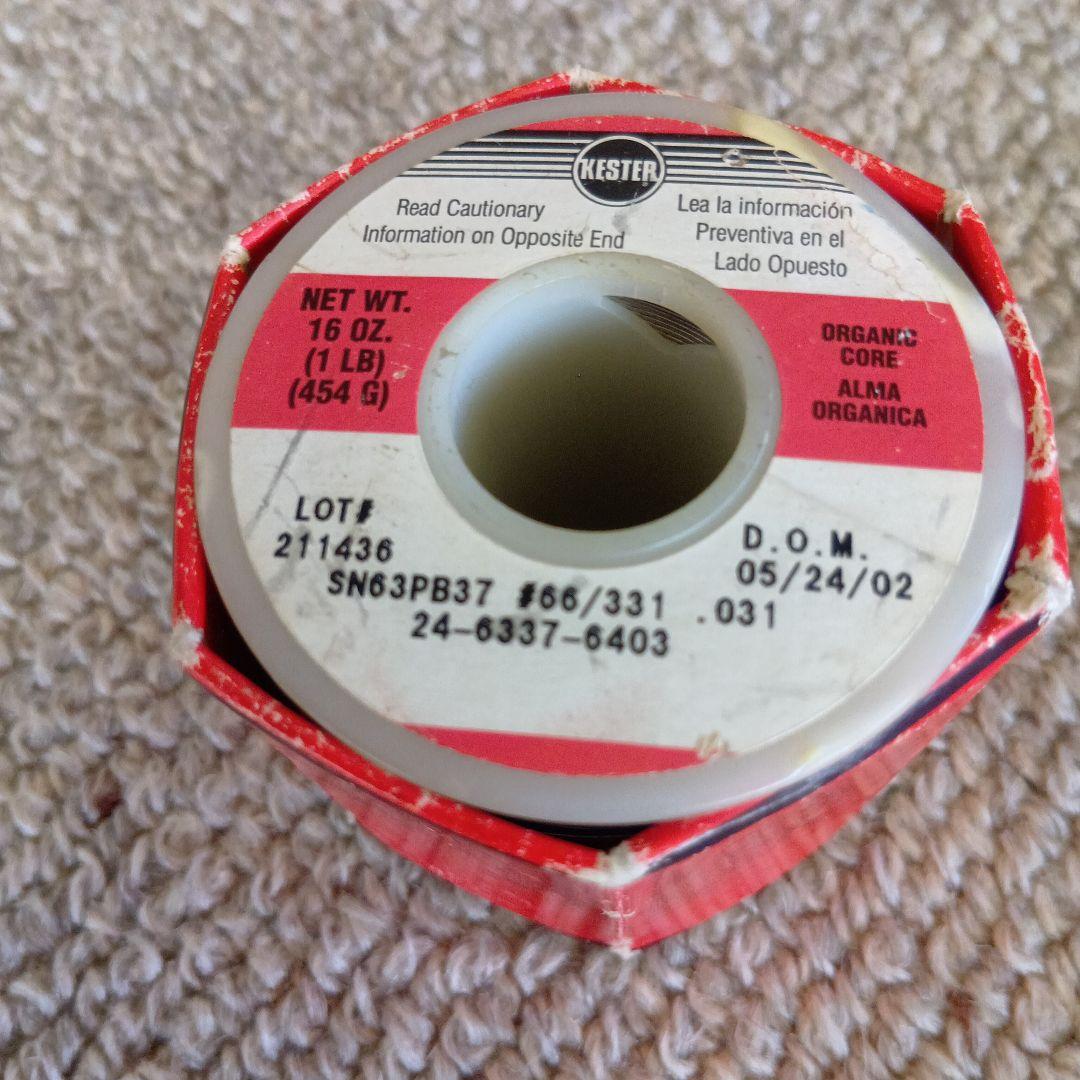 KESTER
Read Cautionary
Information on Opposite End
Lea la información
Preventiva en el
Lado Opuesto
NET WT.
16 OZ.
(1 LB)
(454 G)
ORGANIC
CORE
ALMA
ORGANICA
LOT#
211436
D.O.M.
05/24/02
SN63PB37 #66/331 .031
24-6337-6403